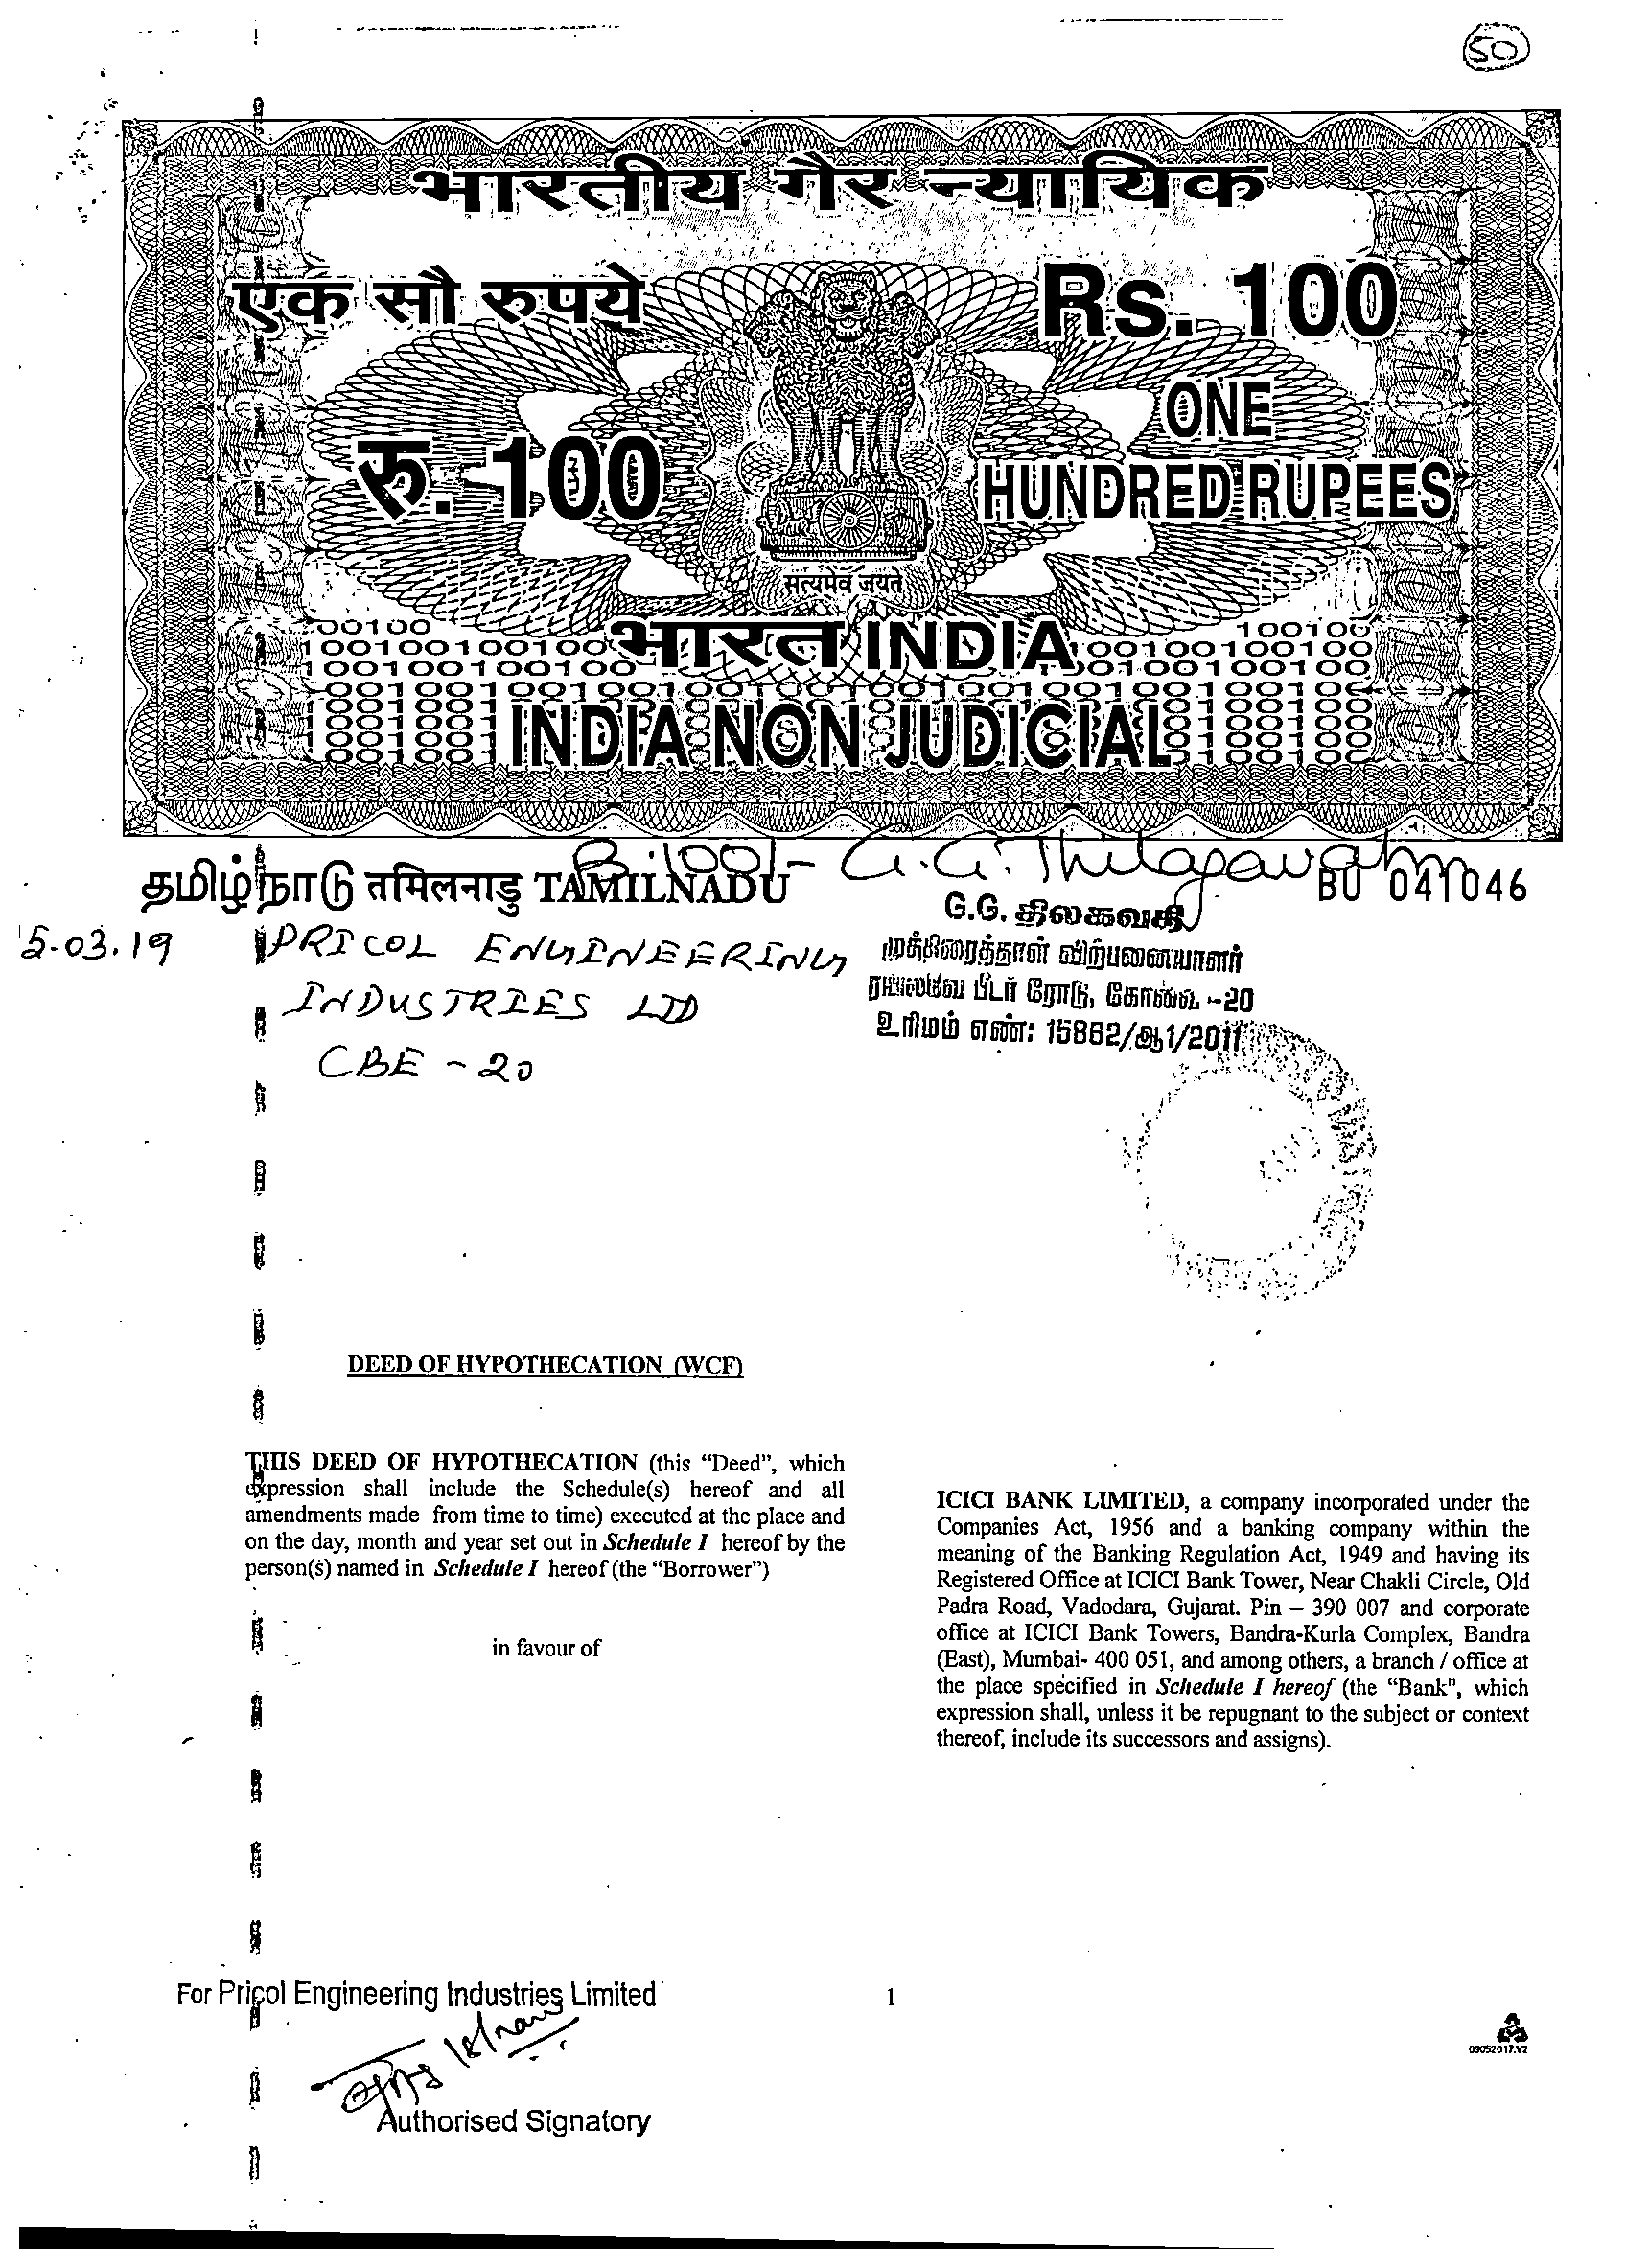 50
भारतीय गैर न्यायिक
एक सौ रुपये
Rs. 100
रु. 100
ONE
HUNDRED RUPEES
सत्यमेव जयते
भारत INDIA
INDIA NON JUDICIAL
தமிழ்நாடு तमिलनाडु TAMILNADU
BU 041046
G.G. Thilagavathi
G.G. திலகவதி
முத்திரைத்தாள் விற்பனையாளர்
ரயில்வே பீடர் ரோடு, கோவை -20
உரிமம் எண்: 15862/ஆ1/2011
5.03.19
PRICOL ENGINEERING
INDUSTRIES LTD
CBE - 20
DEED OF HYPOTHECATION (WCF)
THIS DEED OF HYPOTHECATION (this “Deed”, which
expression shall include the Schedule(s) hereof and all
amendments made from time to time) executed at the place and
on the day, month and year set out in Schedule I hereof by the
person(s) named in Schedule I hereof (the “Borrower”)
in favour of
ICICI BANK LIMITED, a company incorporated under the
Companies Act, 1956 and a banking company within the
meaning of the Banking Regulation Act, 1949 and having its
Registered Office at ICICI Bank Tower, Near Chakli Circle, Old
Padra Road, Vadodara, Gujarat. Pin – 390 007 and corporate
office at ICICI Bank Towers, Bandra-Kurla Complex, Bandra
(East), Mumbai- 400 051, and among others, a branch / office at
the place specified in Schedule I hereof (the “Bank”, which
expression shall, unless it be repugnant to the subject or context
thereof, include its successors and assigns).
For Pricol Engineering Industries Limited
Authorised Signatory
1
09052017.V2